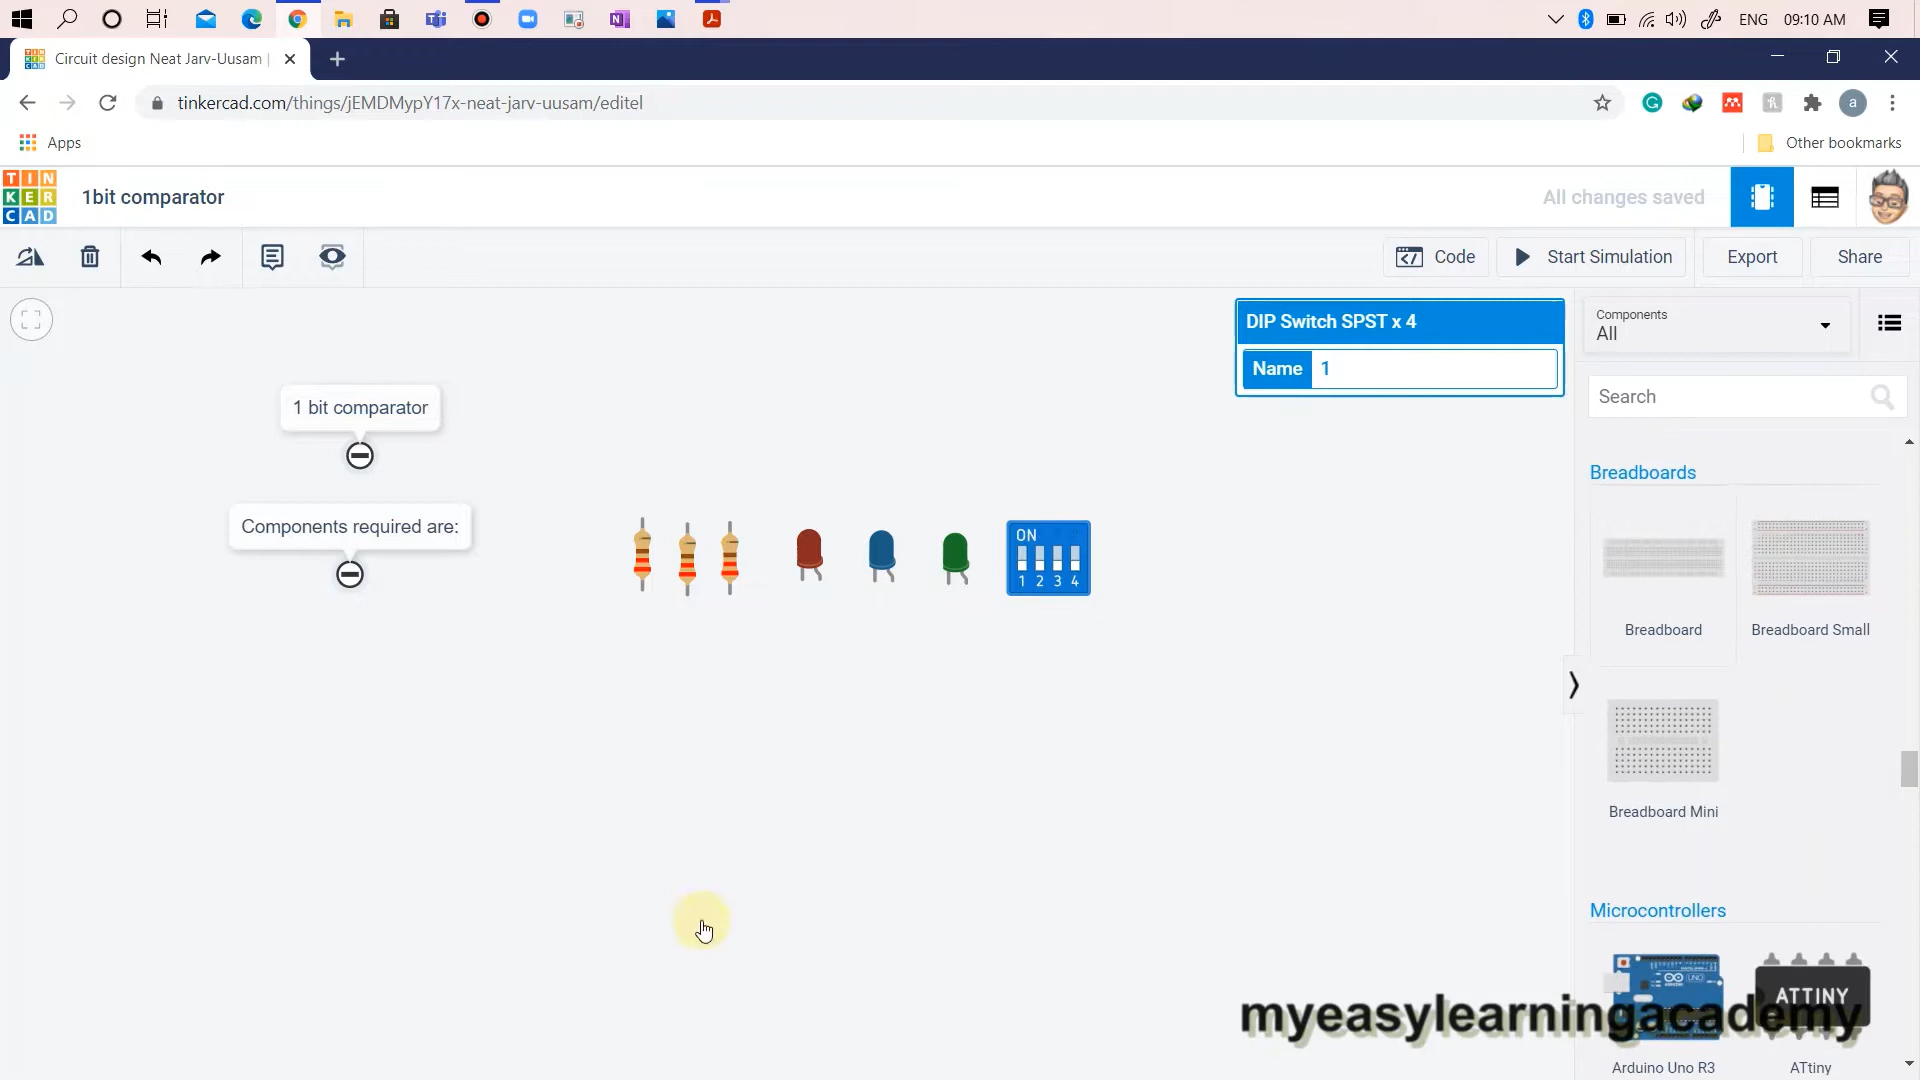 ENG 09:10 AM
Circuit design Neat Jarv-Uusam |
tinkercad.com/things/jEMDMypY17x-neat-jarv-uusam/editel
a
Apps
Other bookmarks
TIN
KER
CAD
1bit comparator
All changes saved
Code
Start Simulation
Export
Share
DIP Switch SPST x 4
Name 1
Components
All
Search
1 bit comparator
Components required are:
ON
1 2 3 4
Breadboards
Breadboard
Breadboard Small
Breadboard Mini
Microcontrollers
ATTINY
Arduino Uno R3
ATtiny
myeasylearningacademy